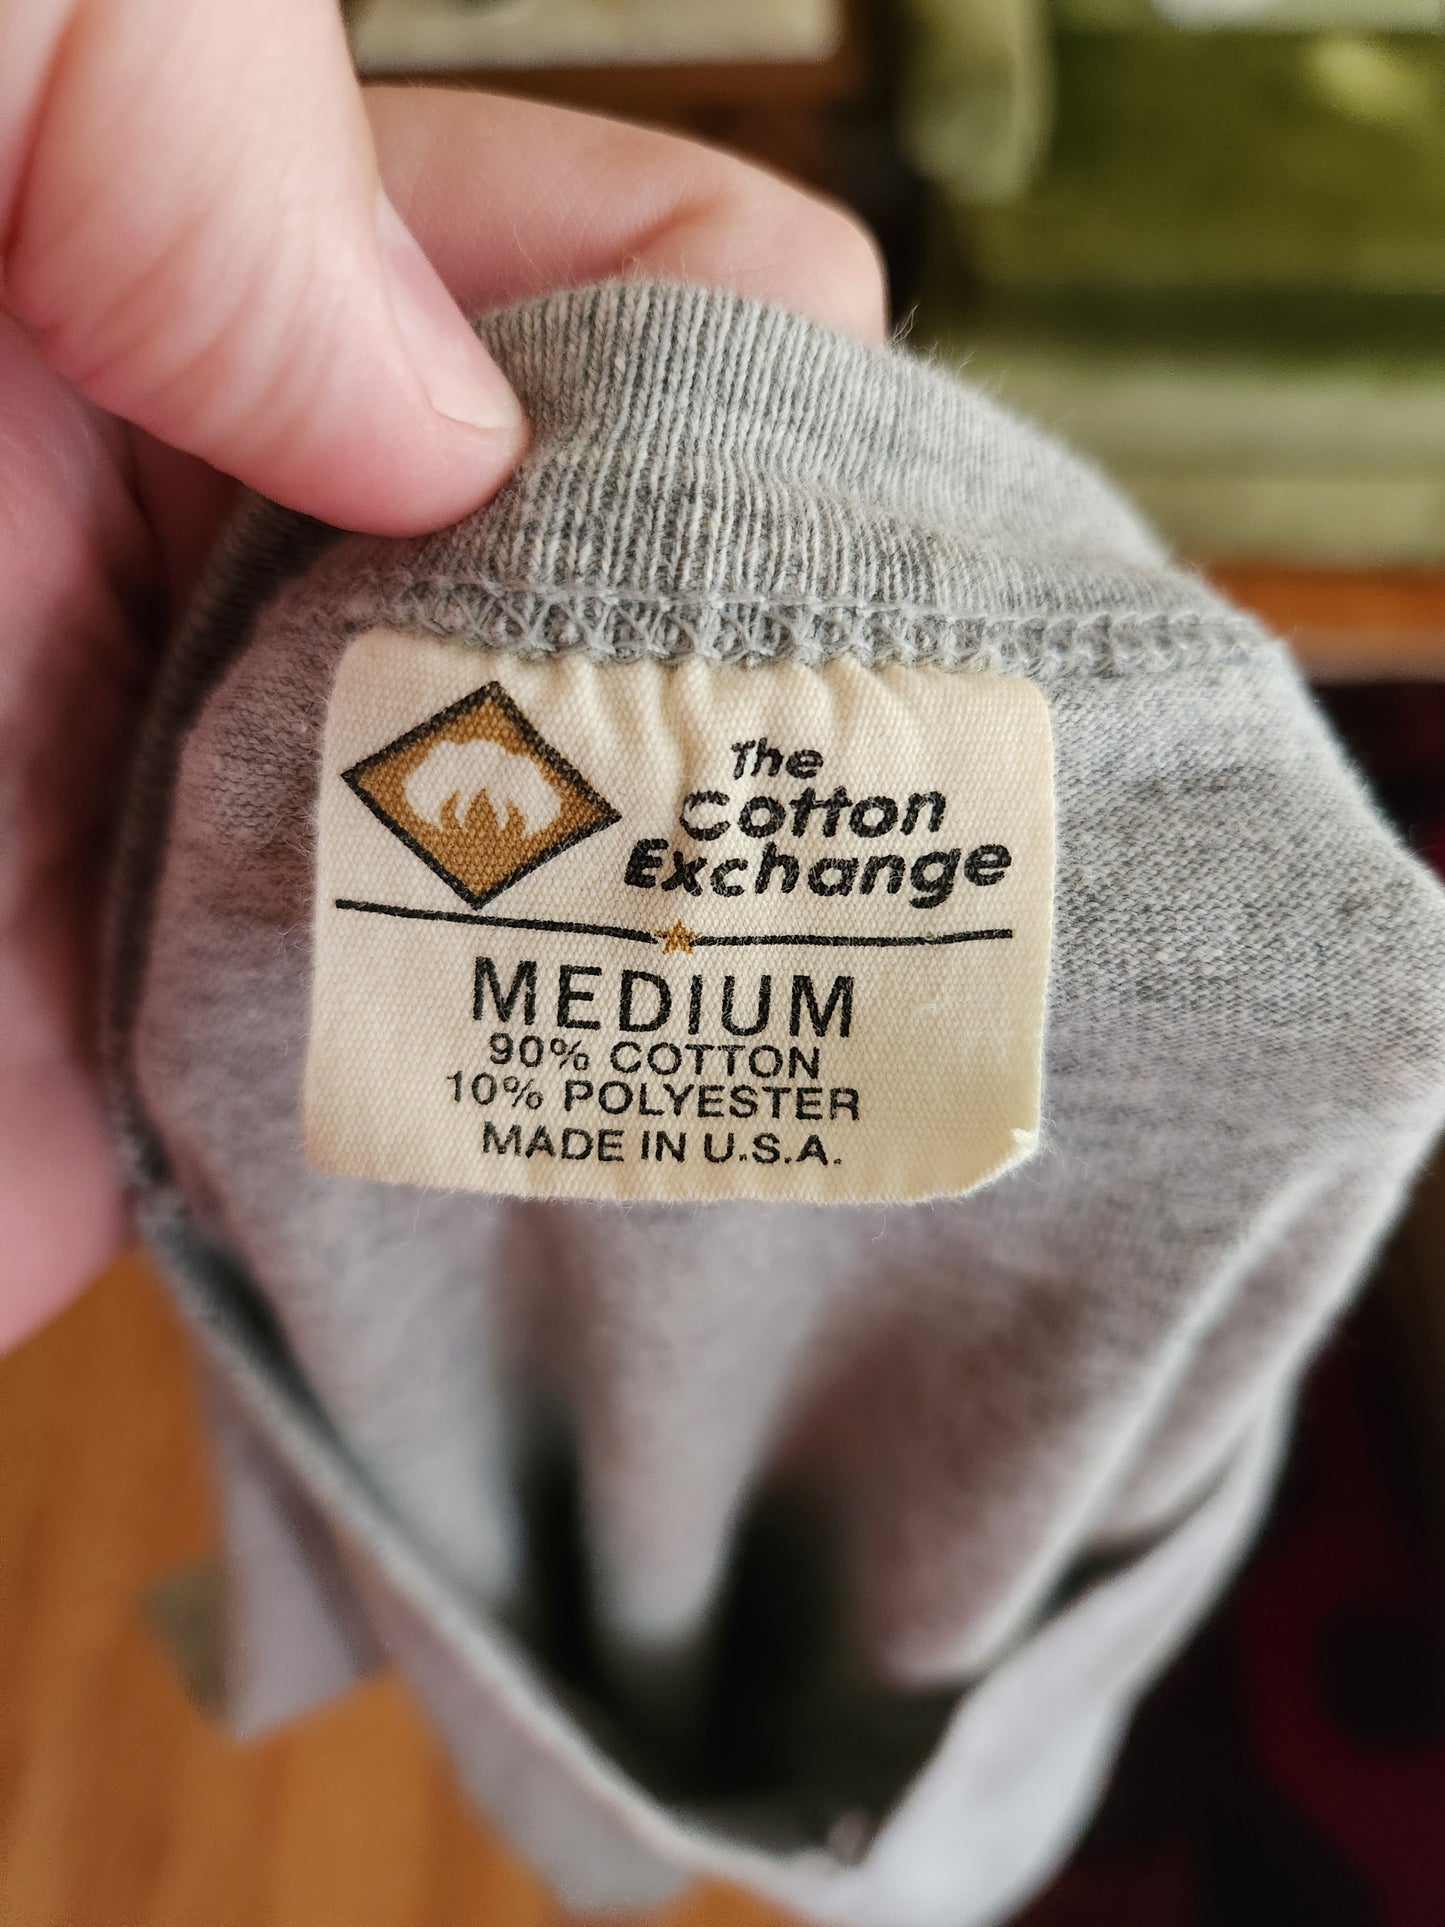 The
Cotton
Exchange
MEDIUM
90% COTTON
10% POLYESTER
MADE IN U.S.A.